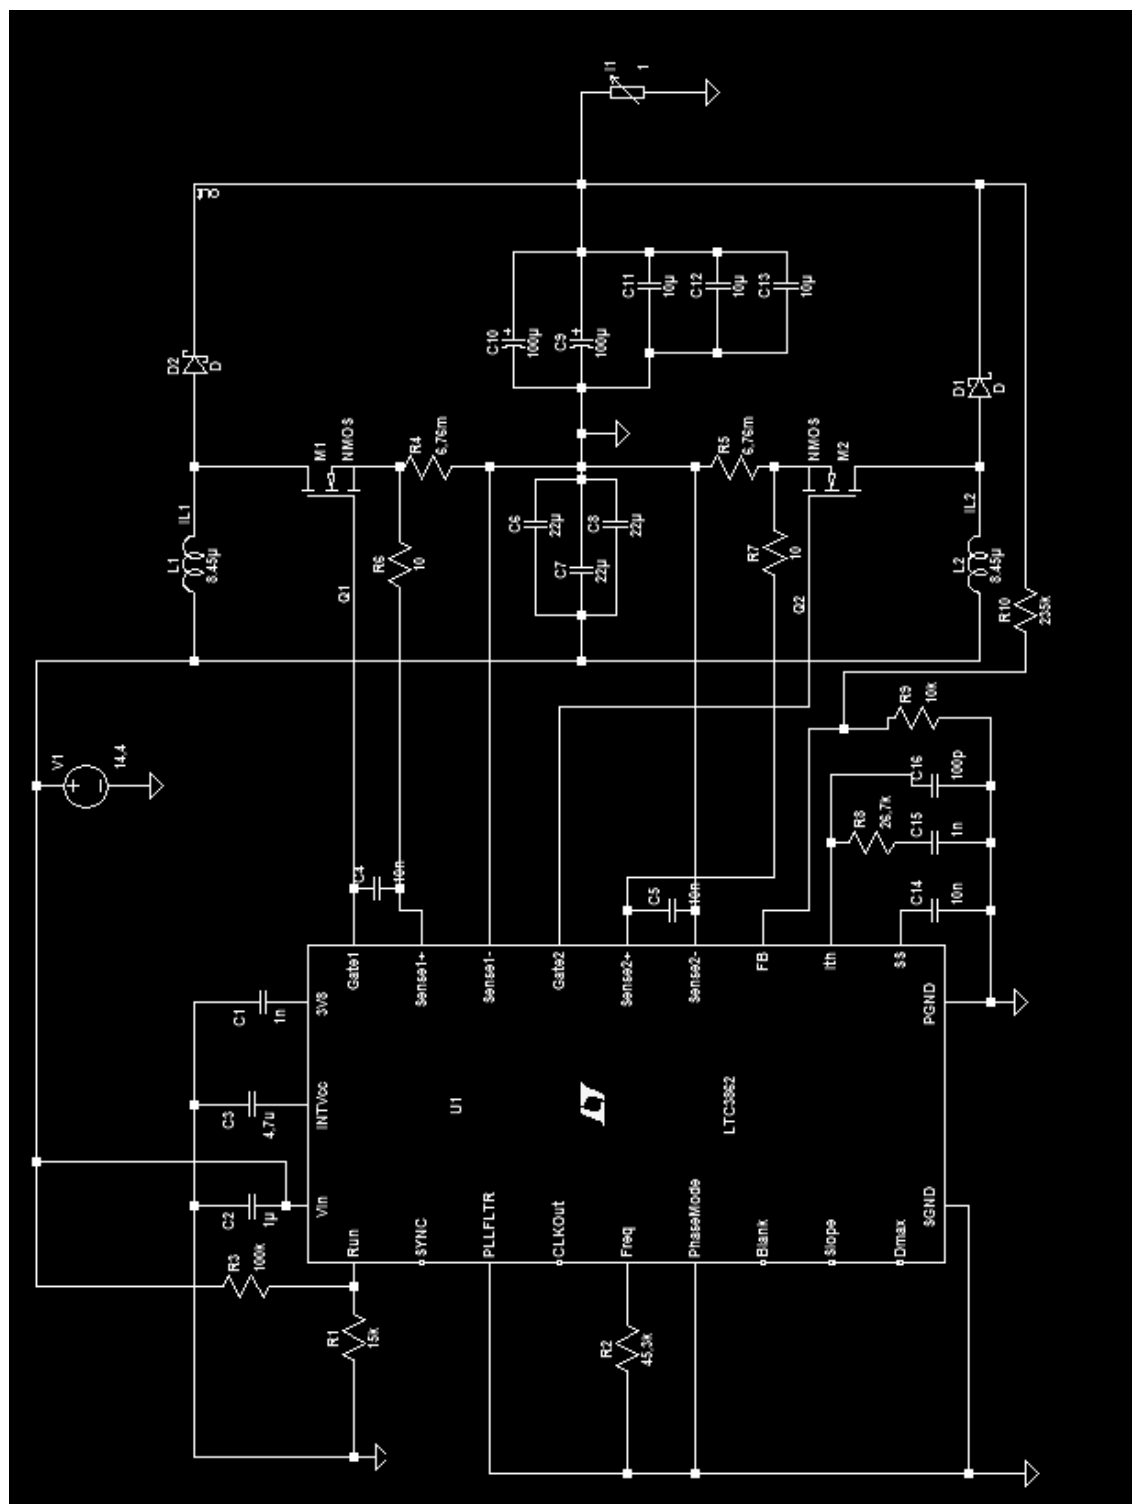 I1
1
out
C11
10µ
C12
10µ
C13
10µ
C10
100µ
C9
100µ
D2
D
D1
D
M1
NMOS
R4
6,76m
R5
6,76m
NMOS
M2
IL1
L1
8.45µ
R6
10
C6
22µ
C7
22µ
C8
22µ
R7
10
IL2
L2
8.45µ
Q1
Q2
R10
235k
R9
10k
V1
14,4
C16
100p
R8
26,7k
C15
1n
C4
10n
C5
10n
C14
10n
Gate1
Sense1+
Sense1-
Gate2
Sense2+
Sense2-
FB
Ith
SS
C1
1n
3V8
PGND
C3
4,7u
INTVcc
U1
LTC3862
C2
1µ
Vin
SGND
Run
SYNC
PLLFLTR
CLKOut
Freq
PhaseMode
Blank
Slope
Dmax
R3
100k
R1
15k
R2
45,3k